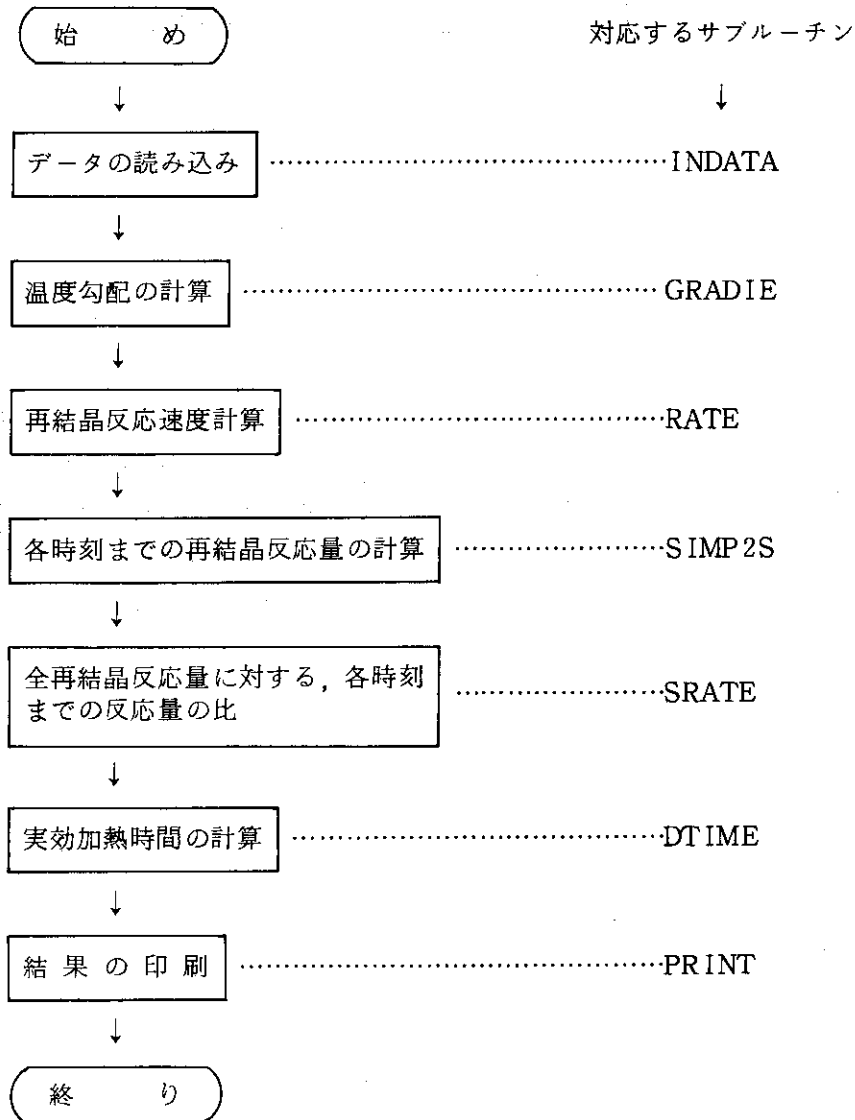 始 め 対応するサブルーチン
↓ ↓
データの読み込み ……………………………………INDATA
↓
温度勾配の計算 ……………………………………GRADIE
↓
再結晶反応速度計算 ………………………………RATE
↓
各時刻までの再結晶反応量の計算 …………………SIMP2S
↓
全再結晶反応量に対する,各時刻
までの反応量の比 …………………SRATE
↓
実効加熱時間の計算 ………………………………DTIME
↓
結果の印刷 ……………………………………PRINT
↓
終 り